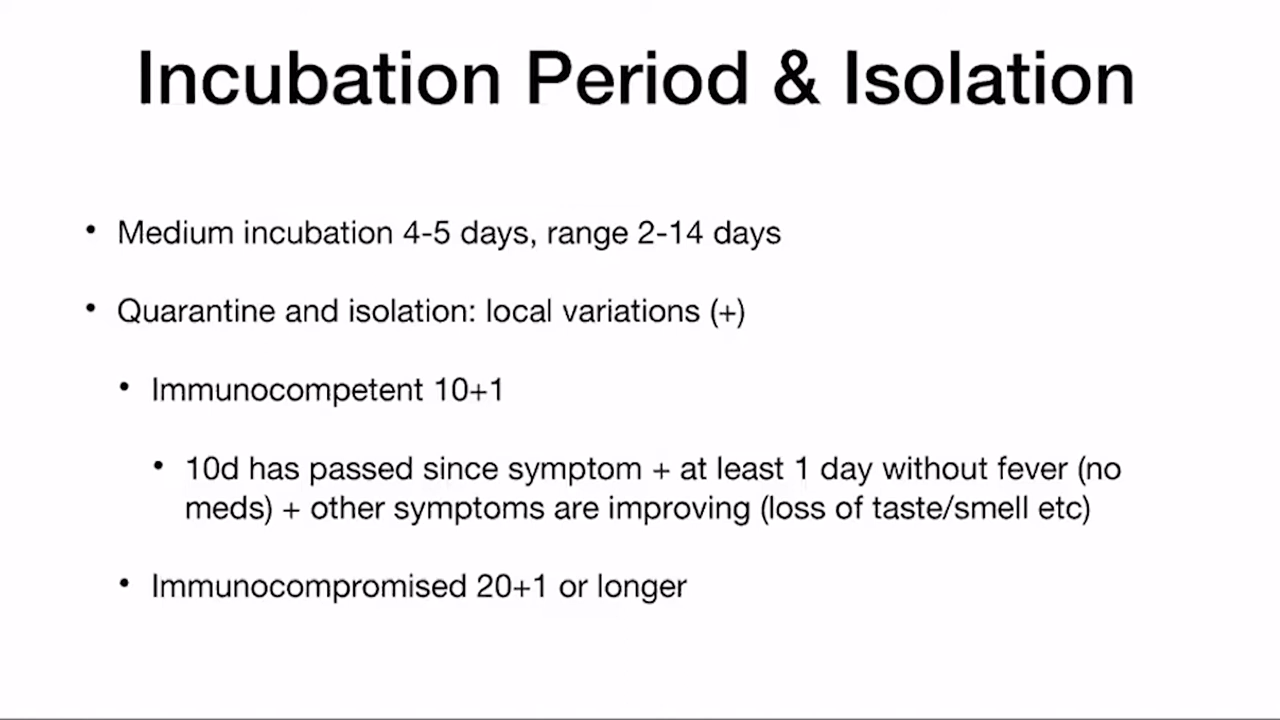 Incubation Period & Isolation
• Medium incubation 4-5 days, range 2-14 days
• Quarantine and isolation: local variations (+)
• Immunocompetent 10+1
• 10d has passed since symptom + at least 1 day without fever (no
meds) + other symptoms are improving (loss of taste/smell etc)
• Immunocompromised 20+1 or longer